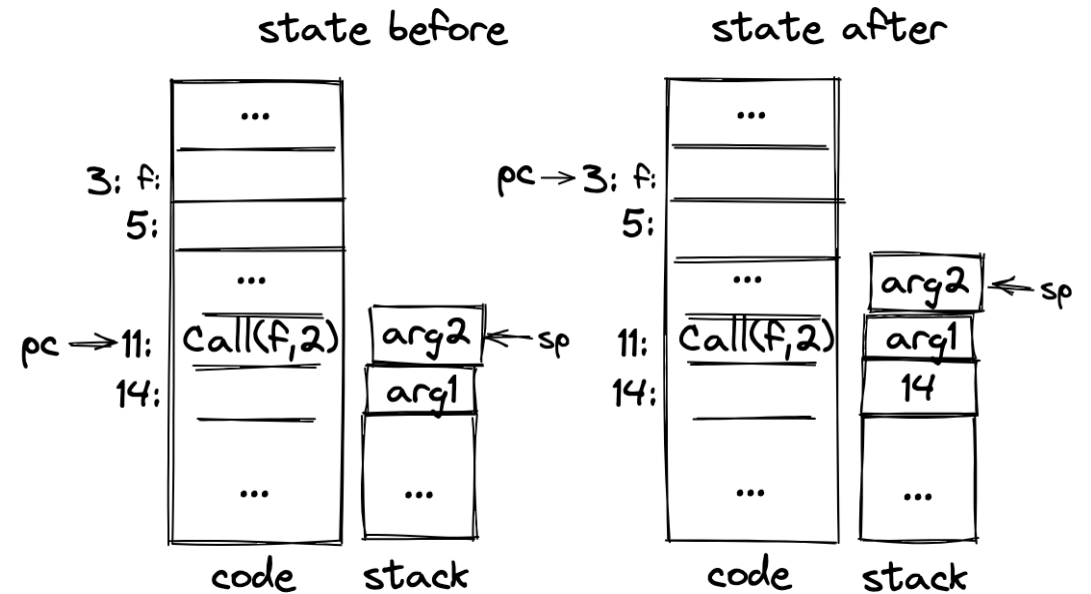 state before
...
3: f:
5:
...
pc → 11: Call(f,2)
arg2 ← sp
14:
arg1
...
...
code
stack
state after
...
pc → 3: f:
5:
...
arg2 ← sp
11: Call(f,2)
arg1
14:
14
...
...
code
stack